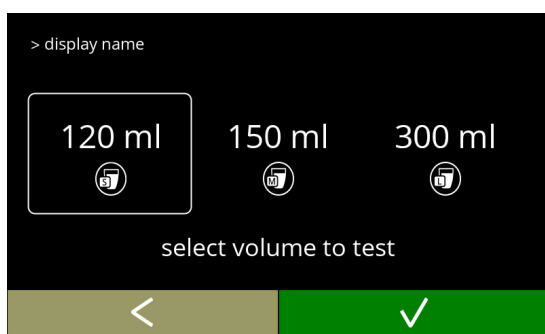 > display name
120 ml 150 ml 300 ml
S M L
select volume to test